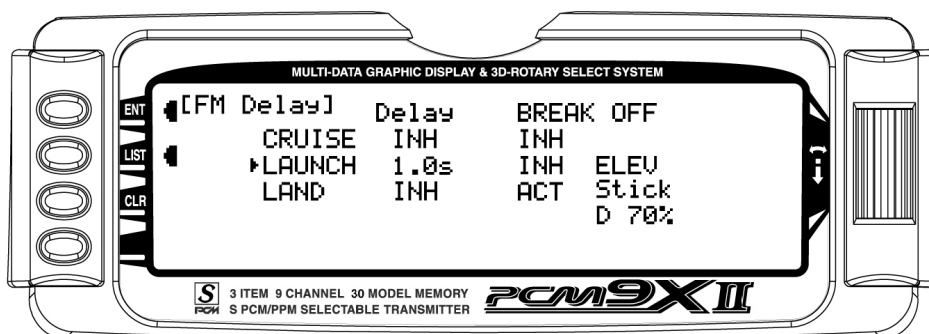 MULTI-DATA GRAPHIC DISPLAY & 3D-ROTARY SELECT SYSTEM
ENT
LIST
CLR
[FM Delay] Delay BREAK OFF
CRUISE INH INH
LAUNCH 1.0s INH ELEV
LAND INH ACT Stick
D 70%
S PCM
3 ITEM 9 CHANNEL 30 MODEL MEMORY
S PCM/PPM SELECTABLE TRANSMITTER
PCM9X II